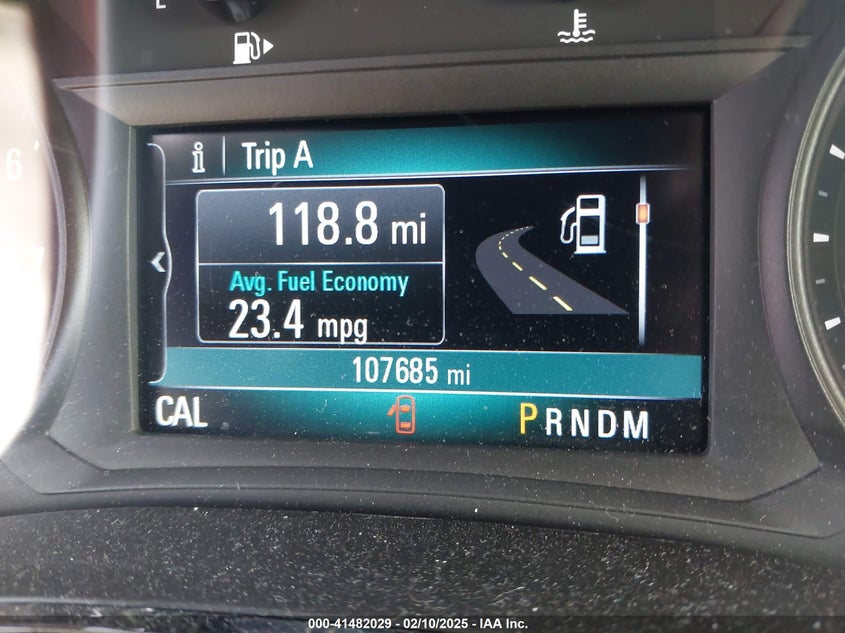 6
Trip A
118.8 mi
Avg. Fuel Economy
23.4 mpg
107685 mi
CAL
PRNDM
000-41482029 - 02/10/2025 - IAA Inc.